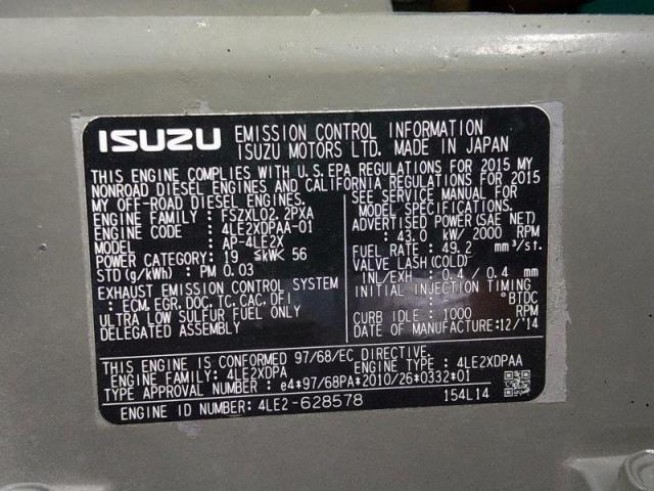 ISUZU EMISSION CONTROL INFORMATION
ISUZU MOTORS LTD. MADE IN JAPAN
THIS ENGINE COMPLIES WITH U.S.EPA REGULATIONS FOR 2015 MY
NONROAD DIESEL ENGINES AND CALIFORNIA REGULATIONS FOR 2015
MY OFF-ROAD DIESEL ENGINES.
ENGINE FAMILY : FSZXL02.2PXA
ENGINE CODE : 4LE2XDPAA-01
MODEL : AP-4LE2X
POWER CATEGORY: 19 ≤kW< 56
STD (g/kWh) : PM 0.03
EXHAUST EMISSION CONTROL SYSTEM
: ECM,EGR,DOC,TC,CAC,DFI
ULTRA LOW SULFUR FUEL ONLY
DELEGATED ASSEMBLY
SEE SERVICE MANUAL FOR
MODEL SPECIFICATIONS.
ADVERTISED POWER(SAE NET)
: 43.0 kW/ 2000 RPM
FUEL RATE : 49.2 mm³/st.
VALVE LASH (COLD)
IN/EXH : 0.4/0.4 mm
INITIAL INJECTION TIMING
: °BTDC
CURB IDLE : 1000 RPM
DATE OF MANUFACTURE:12/'14
THIS ENGINE IS CONFORMED 97/68/EC DIRECTIVE.
ENGINE FAMILY: 4LE2XDPA ENGINE TYPE: 4LE2XDPAA
TYPE APPROVAL NUMBER : e4*97/68PA*2010/26*0332*01
ENGINE ID NUMBER: 4LE2-628578 154L14